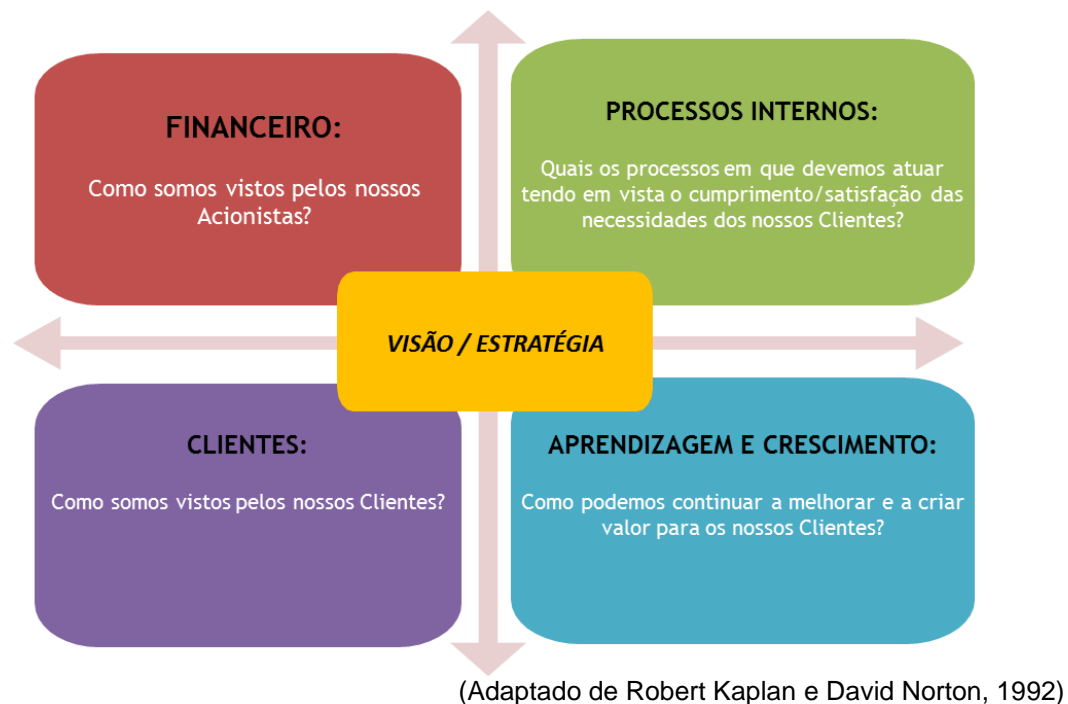 FINANCEIRO:
Como somos vistos pelos nossos
Acionistas?
PROCESSOS INTERNOS:
Quais os processos em que devemos atuar
tendo em vista o cumprimento/satisfação das
necessidades dos nossos Clientes?
VISÃO / ESTRATÉGIA
CLIENTES:
Como somos vistos pelos nossos Clientes?
APRENDIZAGEM E CRESCIMENTO:
Como podemos continuar a melhorar e a criar
valor para os nossos Clientes?
(Adaptado de Robert Kaplan e David Norton, 1992)